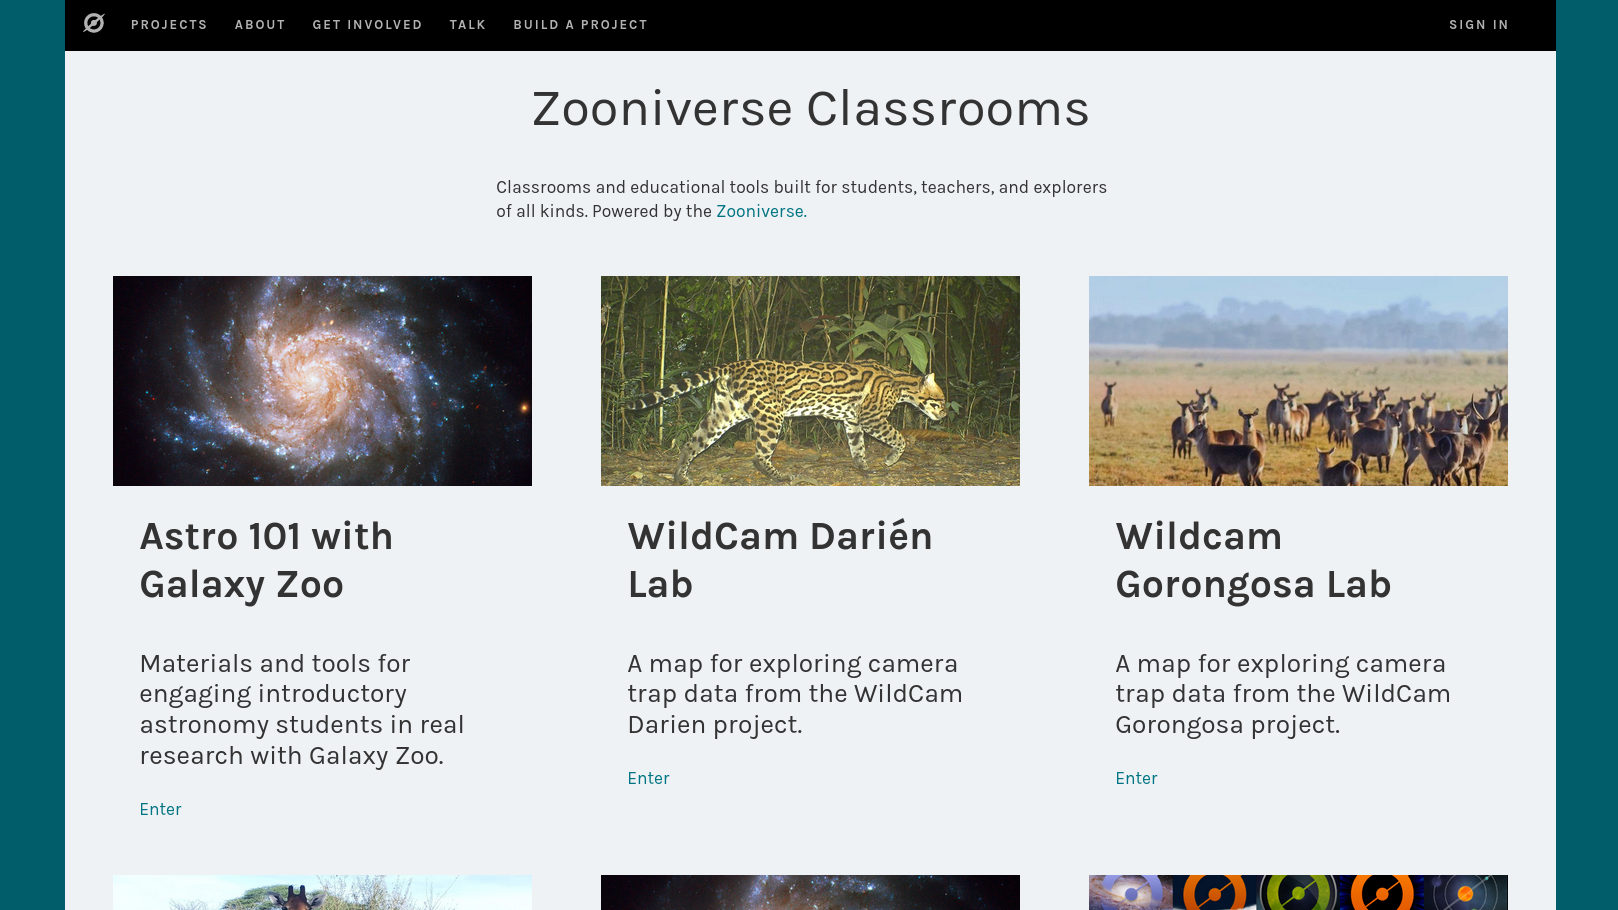 PROJECTS ABOUT GET INVOLVED TALK BUILD A PROJECT SIGN IN
Zooniverse Classrooms
Classrooms and educational tools built for students, teachers, and explorers
of all kinds. Powered by the Zooniverse.
Astro 101 with
Galaxy Zoo
Materials and tools for
engaging introductory
astronomy students in real
research with Galaxy Zoo.
Enter
WildCam Darién
Lab
A map for exploring camera
trap data from the WildCam
Darien project.
Enter
Wildcam
Gorongosa Lab
A map for exploring camera
trap data from the WildCam
Gorongosa project.
Enter